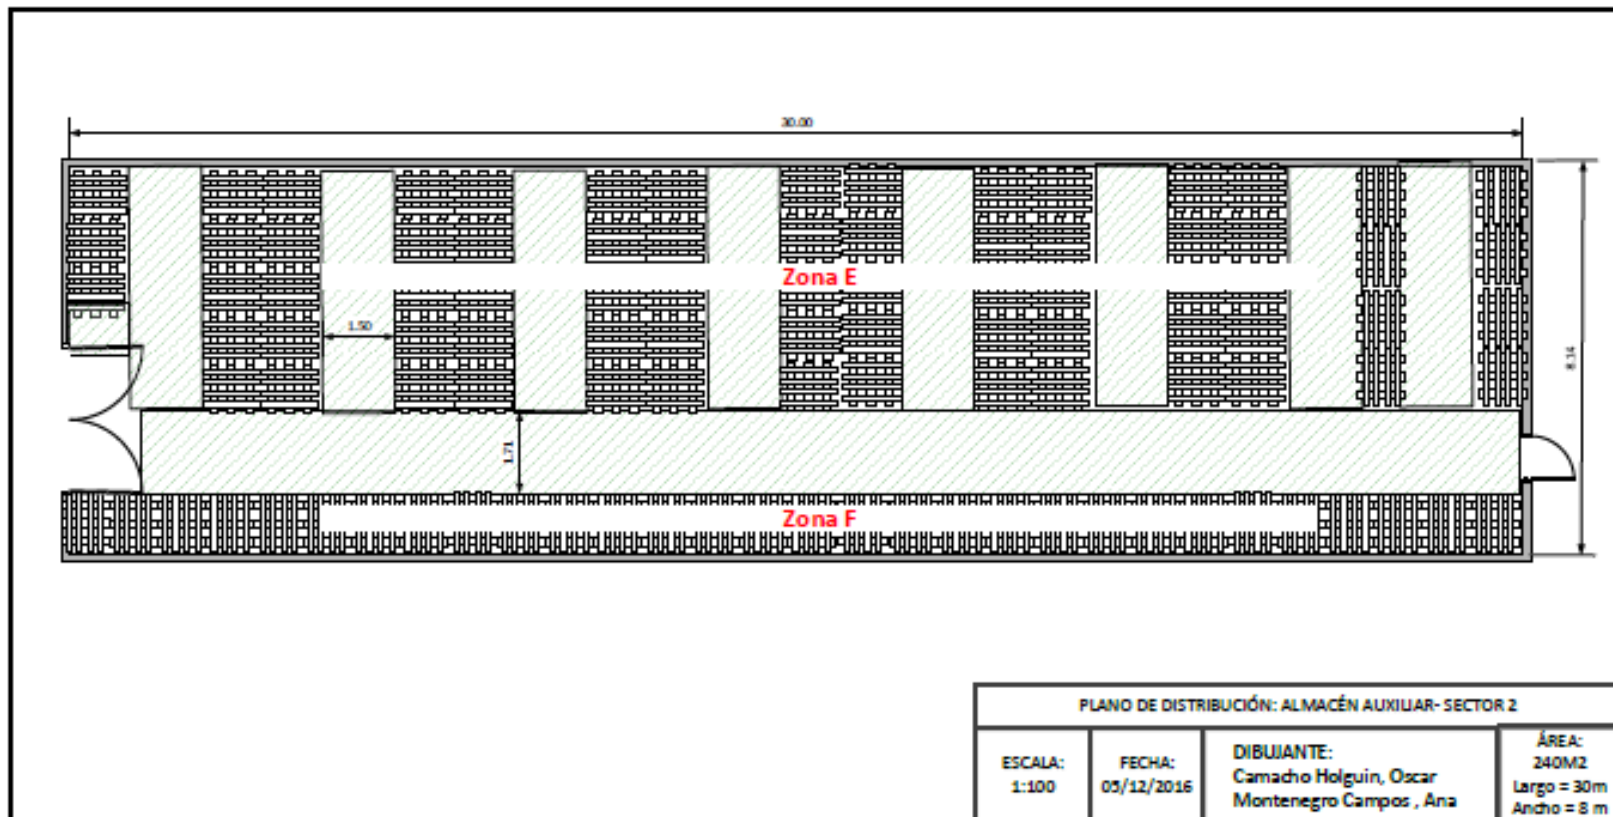 30.00
Zona E
1.50
8.14
1.71
Zona F
PLANO DE DISTRIBUCIÓN: ALMACÉN AUXILIAR- SECTOR 2
ESCALA:
1:100
FECHA:
05/12/2016
DIBUJANTE:
Camacho Holguin, Oscar
Montenegro Campos , Ana
ÁREA:
240M2
Largo = 30m
Ancho = 8 m